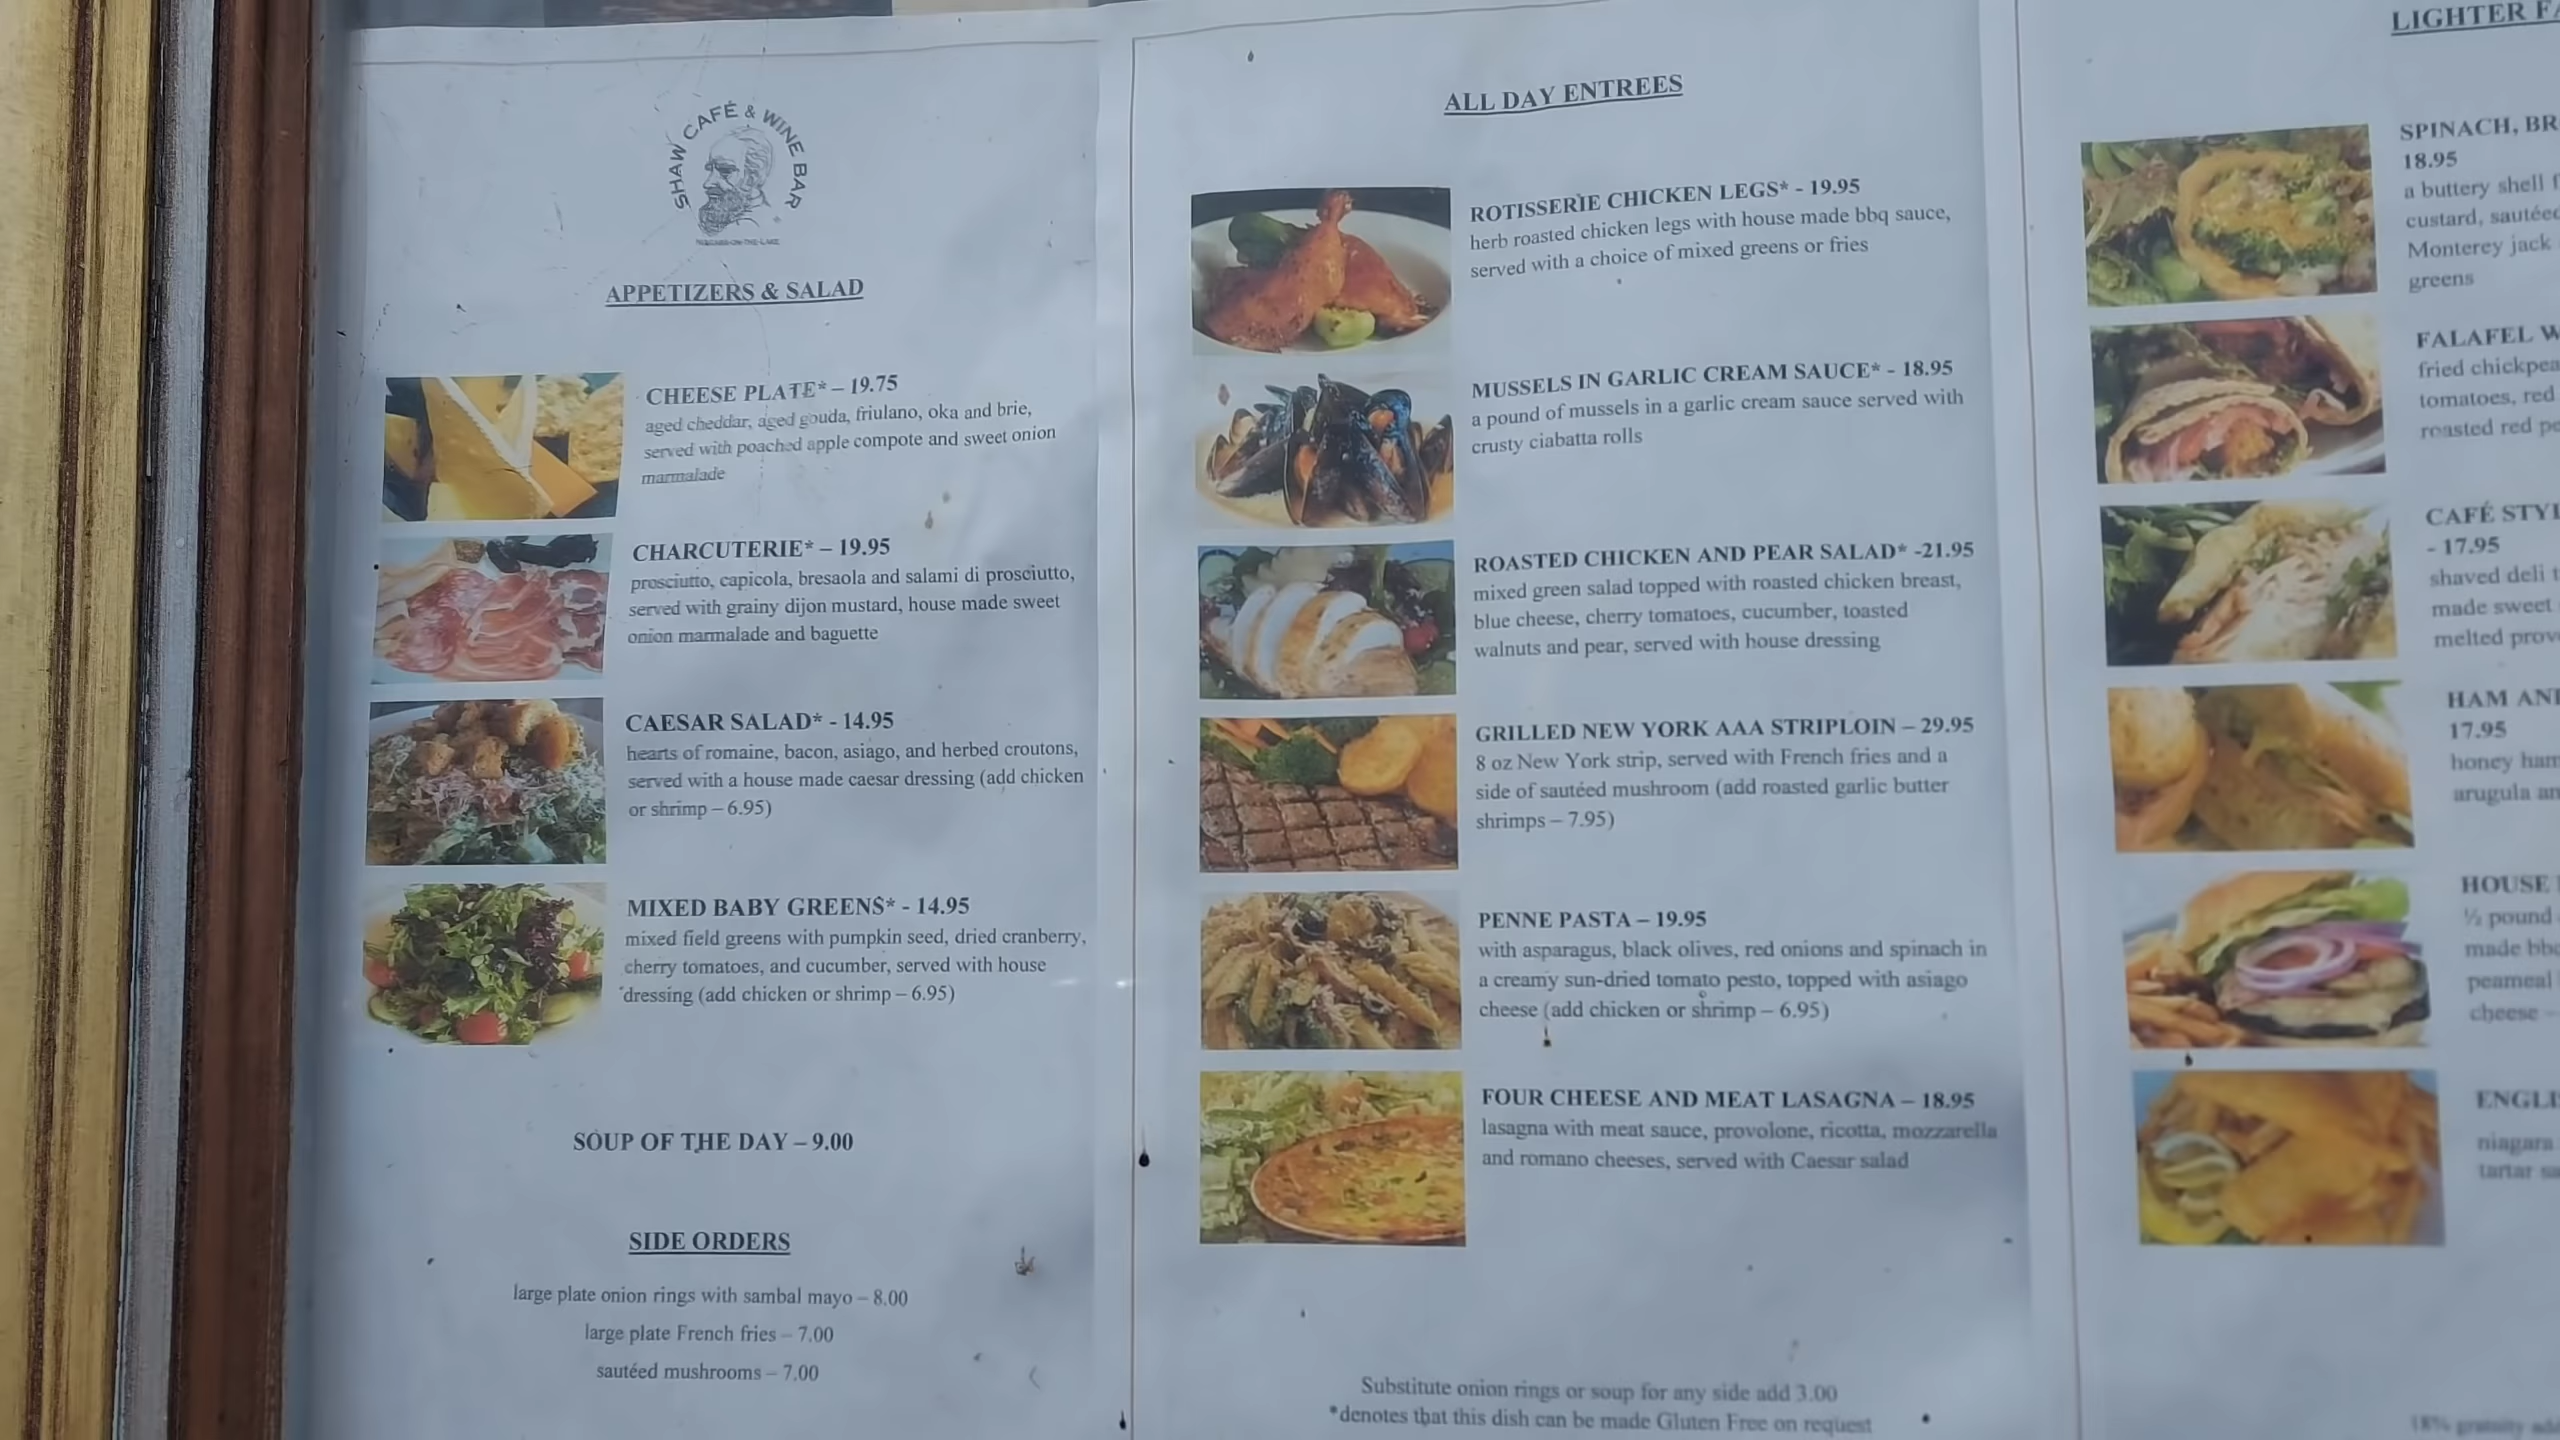 SHAW CAFÉ & WINE BAR
NIAGARA-ON-THE-LAKE
APPETIZERS & SALAD
CHEESE PLATE* – 19.75
aged cheddar, aged gouda, friulano, oka and brie,
served with poached apple compote and sweet onion
marmalade
CHARCUTERIE* – 19.95
prosciutto, capicola, bresaola and salami di prosciutto,
served with grainy dijon mustard, house made sweet
onion marmalade and baguette
CAESAR SALAD* - 14.95
hearts of romaine, bacon, asiago, and herbed croutons,
served with a house made caesar dressing (add chicken
or shrimp – 6.95)
MIXED BABY GREENS* - 14.95
mixed field greens with pumpkin seed, dried cranberry,
cherry tomatoes, and cucumber, served with house
dressing (add chicken or shrimp – 6.95)
SOUP OF THE DAY – 9.00
SIDE ORDERS
large plate onion rings with sambal mayo – 8.00
large plate French fries – 7.00
sautéed mushrooms – 7.00
ALL DAY ENTREES
ROTISSERIE CHICKEN LEGS* - 19.95
herb roasted chicken legs with house made bbq sauce,
served with a choice of mixed greens or fries
MUSSELS IN GARLIC CREAM SAUCE* - 18.95
a pound of mussels in a garlic cream sauce served with
crusty ciabatta rolls
ROASTED CHICKEN AND PEAR SALAD* -21.95
mixed green salad topped with roasted chicken breast,
blue cheese, cherry tomatoes, cucumber, toasted
walnuts and pear, served with house dressing
GRILLED NEW YORK AAA STRIPLOIN – 29.95
8 oz New York strip, served with French fries and a
side of sautéed mushroom (add roasted garlic butter
shrimps – 7.95)
PENNE PASTA – 19.95
with asparagus, black olives, red onions and spinach in
a creamy sun-dried tomato pesto, topped with asiago
cheese (add chicken or shrimp – 6.95)
FOUR CHEESE AND MEAT LASAGNA – 18.95
lasagna with meat sauce, provolone, ricotta, mozzarella
and romano cheeses, served with Caesar salad
Substitute onion rings or soup for any side add 3.00
*denotes that this dish can be made Gluten Free on request
LIGHTER
SPINACH,
18.95
a buttery shell
custard, sautéed
Monterey jack
greens
FALAFEL
fried
tomatoes, red
roasted red
CAFÉ
- 17.95
shaved deli
made sweet
melted
HAM
17.95
honey ham
arugula
HOUSE
½ pound
made
peameal
cheese –
niagara
tartar
18% gratuity